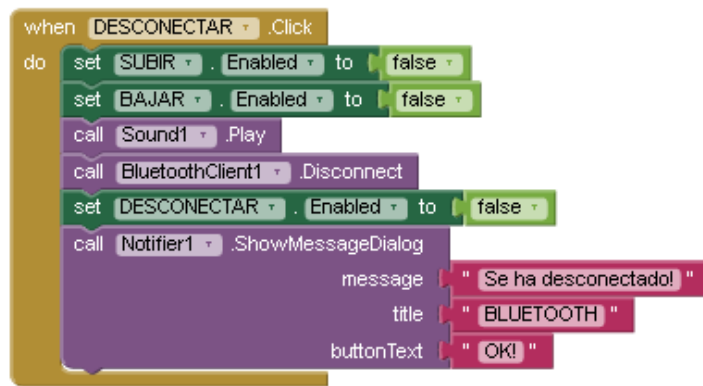 when DESCONECTAR .Click
do set SUBIR . Enabled to false
set BAJAR . Enabled to false
call Sound1 .Play
call BluetoothClient1 .Disconnect
set DESCONECTAR . Enabled to false
call Notifier1 .ShowMessageDialog
message " Se ha desconectado! "
title " BLUETOOTH "
buttonText " OK! "